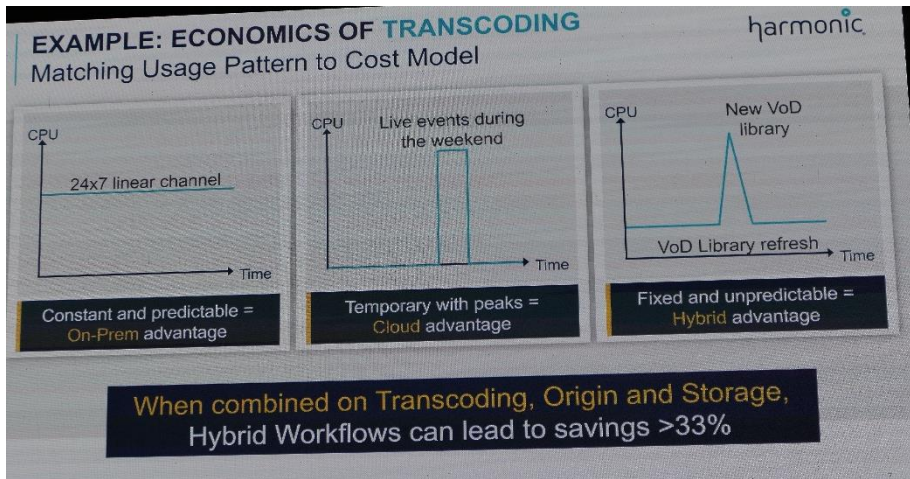 EXAMPLE: ECONOMICS OF TRANSCODING
Matching Usage Pattern to Cost Model
harmonic
CPU
24x7 linear channel
Time
Constant and predictable =
On-Prem advantage
CPU
Live events during
the weekend
Time
Temporary with peaks =
Cloud advantage
CPU
New VoD
library
VoD Library refresh
Time
Fixed and unpredictable =
Hybrid advantage
When combined on Transcoding, Origin and Storage,
Hybrid Workflows can lead to savings >33%